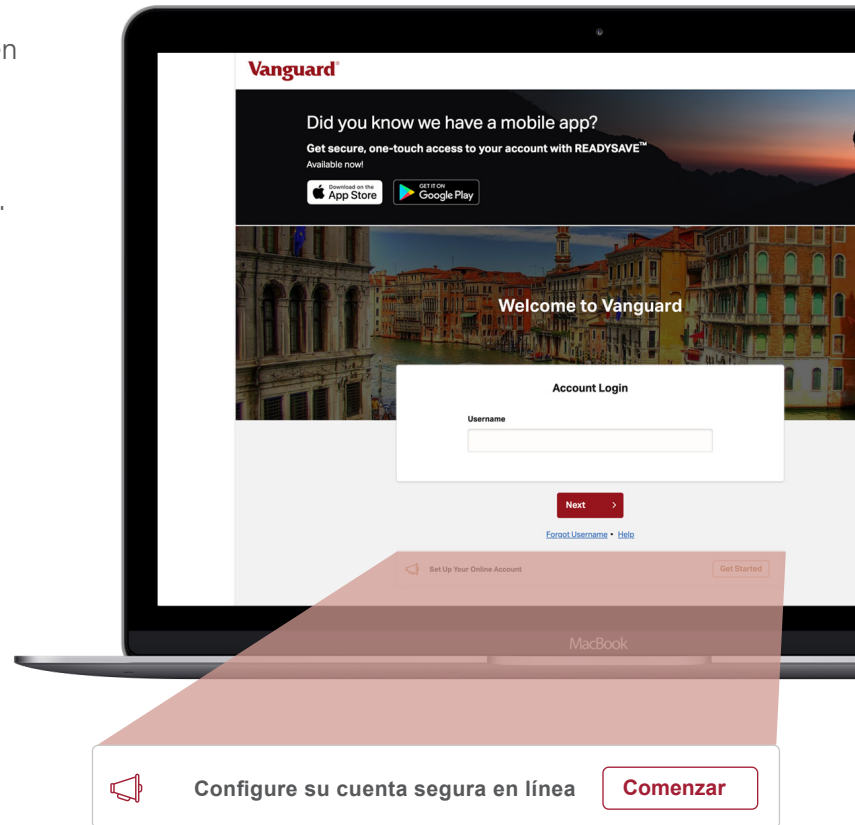 Vanguard®
Did you know we have a mobile app?
Get secure, one-touch access to your account with READYSAVE™
Available now!
Download on the
App Store
GET IT ON
Google Play
Welcome to Vanguard
Account Login
Username
Next >
Forgot Username • Help
Set Up Your Online Account
Get Started
MacBook
Configure su cuenta segura en línea
Comenzar